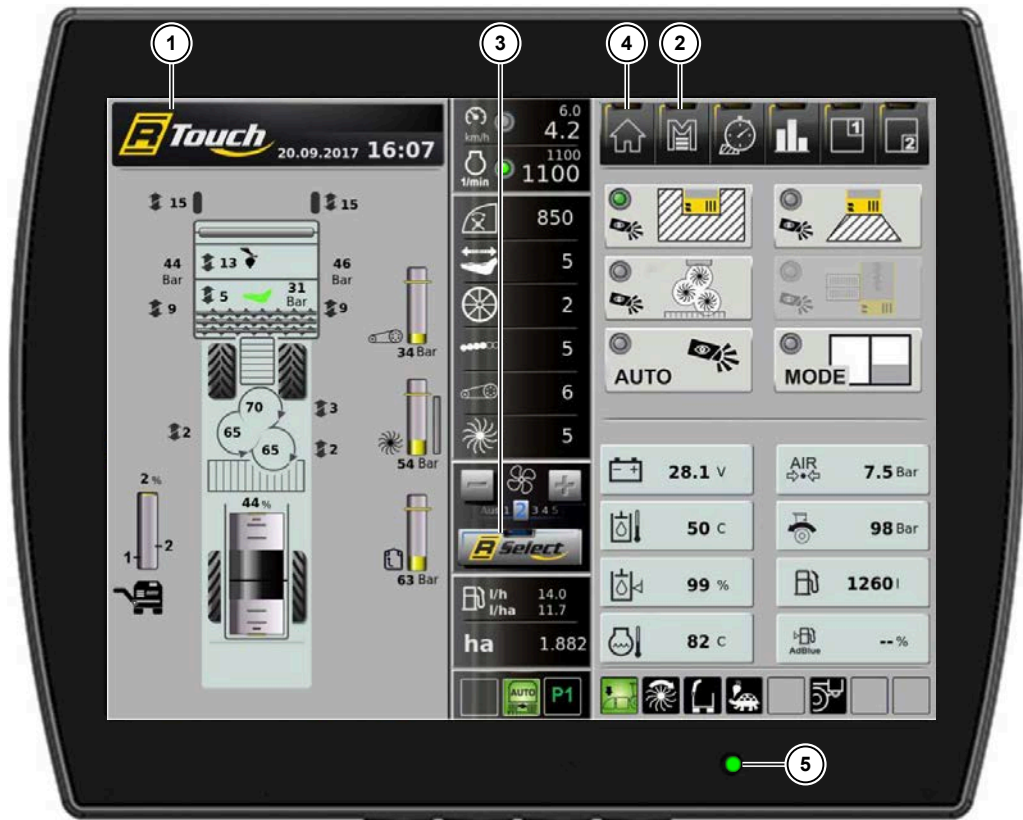 1
3
4
2
R Touch 20.09.2017 16:07
15
15
44 Bar
13
46 Bar
5
31 Bar
9
9
34 Bar
70
65
65
3
2
2
54 Bar
2 %
1
2
44 %
63 Bar
km/h 6.0
4.2
1/min 1100
1100
850
5
2
5
6
5
Aut 1 2 3 4 5
R Select
l/h 14.0
l/ha 11.7
ha 1.882
AUTO
P1
1
2
AUTO
MODE
28.1 V
AIR 7.5 Bar
50 C
98 Bar
99 %
1260 l
82 C
AdBlue -- %
5